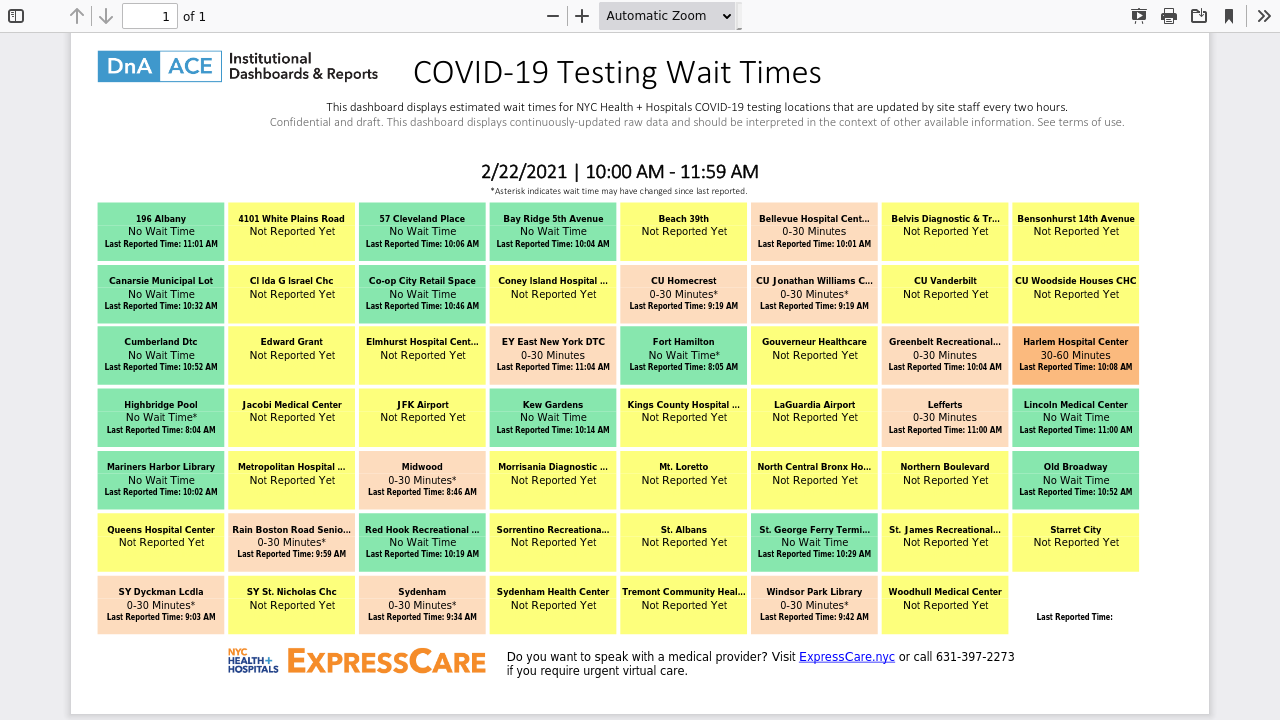 1 of 1 Automatic Zoom
DnA ACE Institutional
Dashboards & Reports
COVID-19 Testing Wait Times
This dashboard displays estimated wait times for NYC Health + Hospitals COVID-19 testing locations that are updated by site staff every two hours.
Confidential and draft. This dashboard displays continuously-updated raw data and should be interpreted in the context of other available information. See terms of use.
2/22/2021 | 10:00 AM - 11:59 AM
*Asterisk indicates wait time may have changed since last reported.
196 Albany
No Wait Time
Last Reported Time: 11:01 AM
4101 White Plains Road
Not Reported Yet
57 Cleveland Place
No Wait Time
Last Reported Time: 10:06 AM
Bay Ridge 5th Avenue
No Wait Time
Last Reported Time: 10:04 AM
Beach 39th
Not Reported Yet
Bellevue Hospital Cent...
0-30 Minutes
Last Reported Time: 10:01 AM
Belvis Diagnostic & Tr...
Not Reported Yet
Bensonhurst 14th Avenue
Not Reported Yet
Canarsie Municipal Lot
No Wait Time
Last Reported Time: 10:32 AM
Cl Ida G Israel Chc
Not Reported Yet
Co-op City Retail Space
No Wait Time
Last Reported Time: 10:46 AM
Coney Island Hospital ...
Not Reported Yet
CU Homecrest
0-30 Minutes*
Last Reported Time: 9:19 AM
CU Jonathan Williams C...
0-30 Minutes*
Last Reported Time: 9:19 AM
CU Vanderbilt
Not Reported Yet
CU Woodside Houses CHC
Not Reported Yet
Cumberland Dtc
No Wait Time
Last Reported Time: 10:52 AM
Edward Grant
Not Reported Yet
Elmhurst Hospital Cent...
Not Reported Yet
EY East New York DTC
0-30 Minutes
Last Reported Time: 11:04 AM
Fort Hamilton
No Wait Time*
Last Reported Time: 8:05 AM
Gouverneur Healthcare
Not Reported Yet
Greenbelt Recreational...
0-30 Minutes
Last Reported Time: 10:04 AM
Harlem Hospital Center
30-60 Minutes
Last Reported Time: 10:08 AM
Highbridge Pool
No Wait Time*
Last Reported Time: 8:04 AM
Jacobi Medical Center
Not Reported Yet
JFK Airport
Not Reported Yet
Kew Gardens
No Wait Time
Last Reported Time: 10:14 AM
Kings County Hospital ...
Not Reported Yet
LaGuardia Airport
Not Reported Yet
Lefferts
0-30 Minutes
Last Reported Time: 11:00 AM
Lincoln Medical Center
No Wait Time
Last Reported Time: 11:00 AM
Mariners Harbor Library
No Wait Time
Last Reported Time: 10:02 AM
Metropolitan Hospital ...
Not Reported Yet
Midwood
0-30 Minutes*
Last Reported Time: 8:46 AM
Morrisania Diagnostic ...
Not Reported Yet
Mt. Loretto
Not Reported Yet
North Central Bronx Ho...
Not Reported Yet
Northern Boulevard
Not Reported Yet
Old Broadway
No Wait Time
Last Reported Time: 10:52 AM
Queens Hospital Center
Not Reported Yet
Rain Boston Road Senio...
0-30 Minutes*
Last Reported Time: 9:59 AM
Red Hook Recreational ...
No Wait Time
Last Reported Time: 10:19 AM
Sorrentino Recreationa...
Not Reported Yet
St. Albans
Not Reported Yet
St. George Ferry Termi...
No Wait Time
Last Reported Time: 10:29 AM
St. James Recreational...
Not Reported Yet
Starret City
Not Reported Yet
SY Dyckman Lcdla
0-30 Minutes*
Last Reported Time: 9:03 AM
SY St. Nicholas Chc
Not Reported Yet
Sydenham
0-30 Minutes*
Last Reported Time: 9:34 AM
Sydenham Health Center
Not Reported Yet
Tremont Community Heal...
Not Reported Yet
Windsor Park Library
0-30 Minutes*
Last Reported Time: 9:42 AM
Woodhull Medical Center
Not Reported Yet
Last Reported Time:
NYC
HEALTH+
HOSPITALS
EXPRESSCARE
Do you want to speak with a medical provider? Visit ExpressCare.nyc or call 631-397-2273
if you require urgent virtual care.